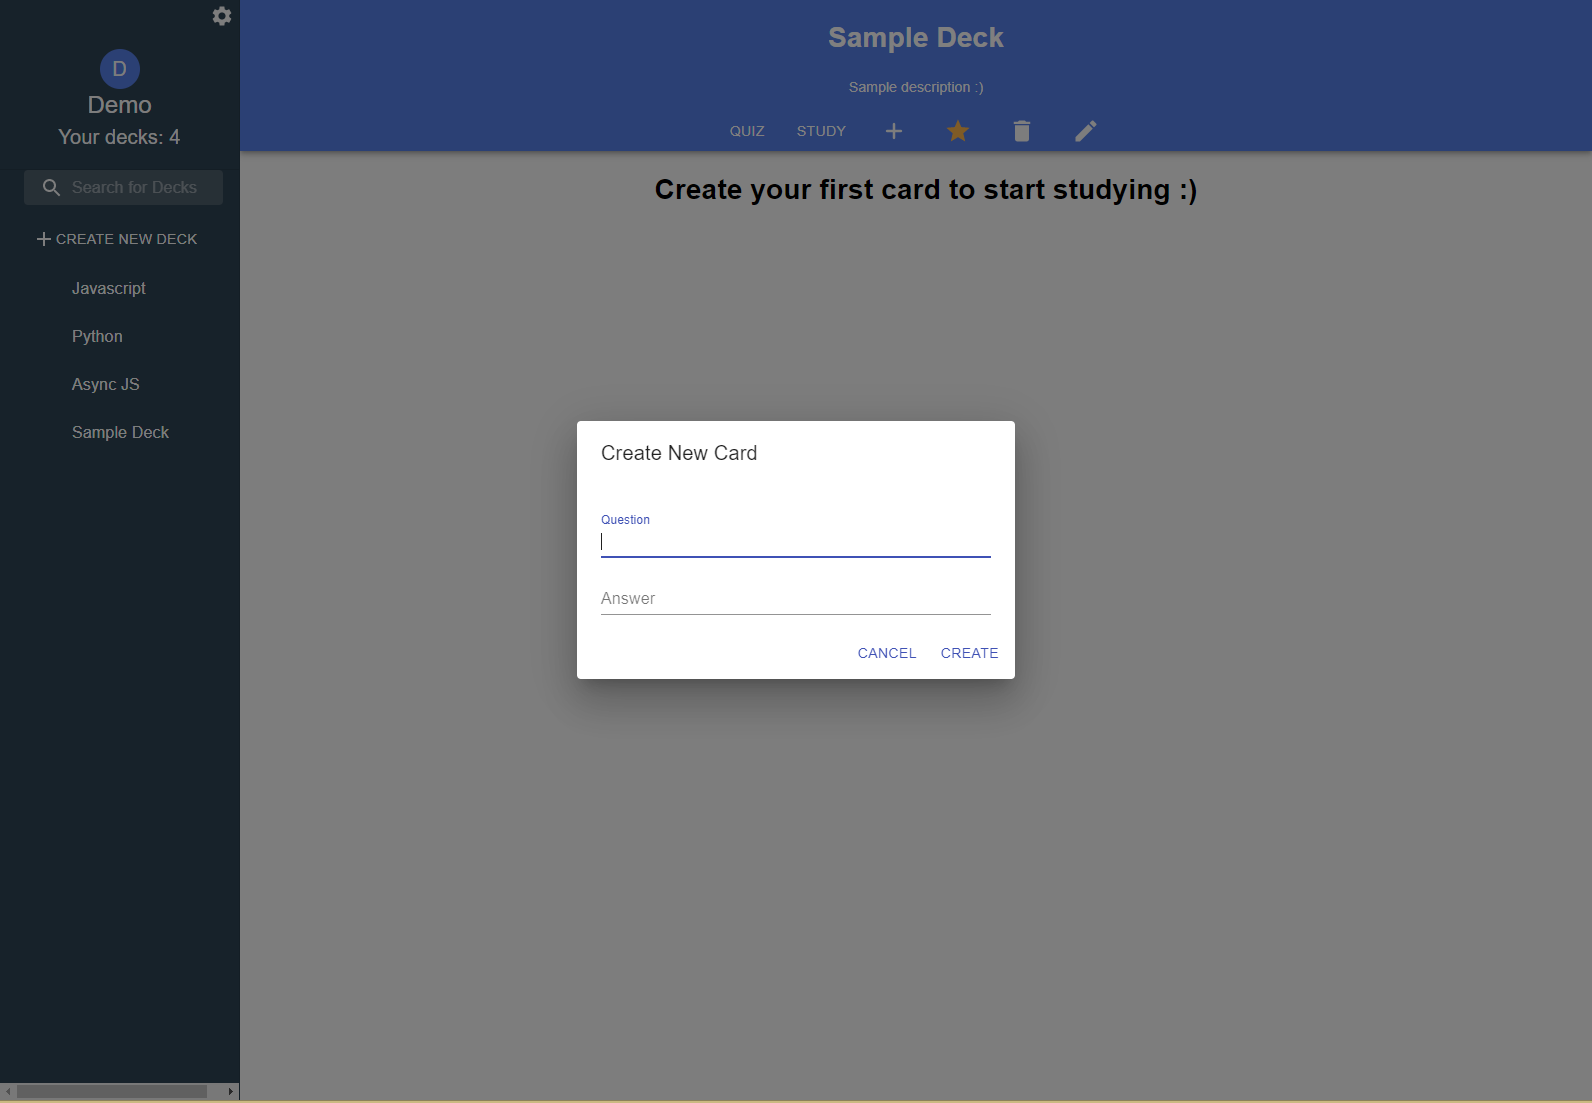 D
Demo
Your decks: 4
Search for Decks
CREATE NEW DECK
Javascript
Python
Async JS
Sample Deck
Sample Deck
Sample description :)
QUIZ STUDY
Create your first card to start studying :)
Create New Card
Question
Answer
CANCEL CREATE